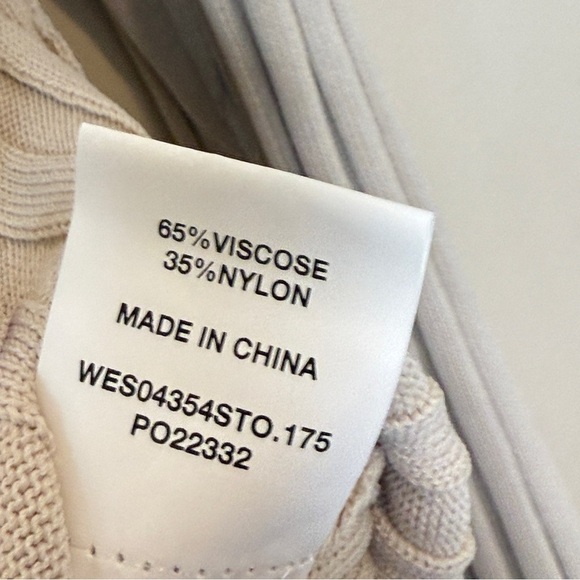 65%VISCOSE
35%NYLON
MADE IN CHINA
WES04354STO.175
PO22332